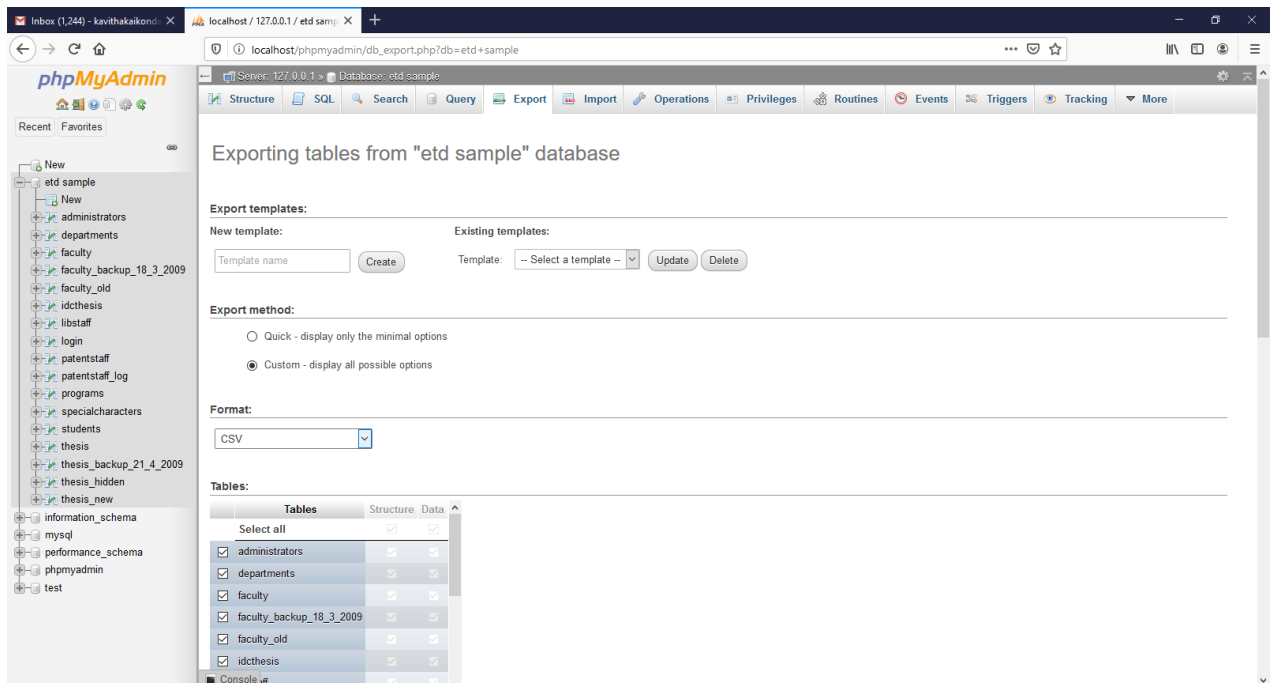 Inbox (1,244) - kavithakaikonda
localhost / 127.0.0.1 / etd samp
localhost/phpmyadmin/db_export.php?db=etd+sample
phpMyAdmin
Recent Favorites
New
etd sample
New
administrators
departments
faculty
faculty_backup_18_3_2009
faculty_old
idcthesis
libstaff
login
patentstaff
patentstaff_log
programs
specialcharacters
students
thesis
thesis_backup_21_4_2009
thesis_hidden
thesis_new
information_schema
mysql
performance_schema
phpmyadmin
test
Server: 127.0.0.1 » Database: etd sample
Structure SQL Search Query Export Import Operations Privileges Routines Events Triggers Tracking More
Exporting tables from "etd sample" database
Export templates:
New template: Existing templates:
Template name Create Template: -- Select a template -- Update Delete
Export method:
Quick - display only the minimal options
Custom - display all possible options
Format:
CSV
Tables:
Tables Structure Data
Select all
administrators
departments
faculty
faculty_backup_18_3_2009
faculty_old
idcthesis
Console